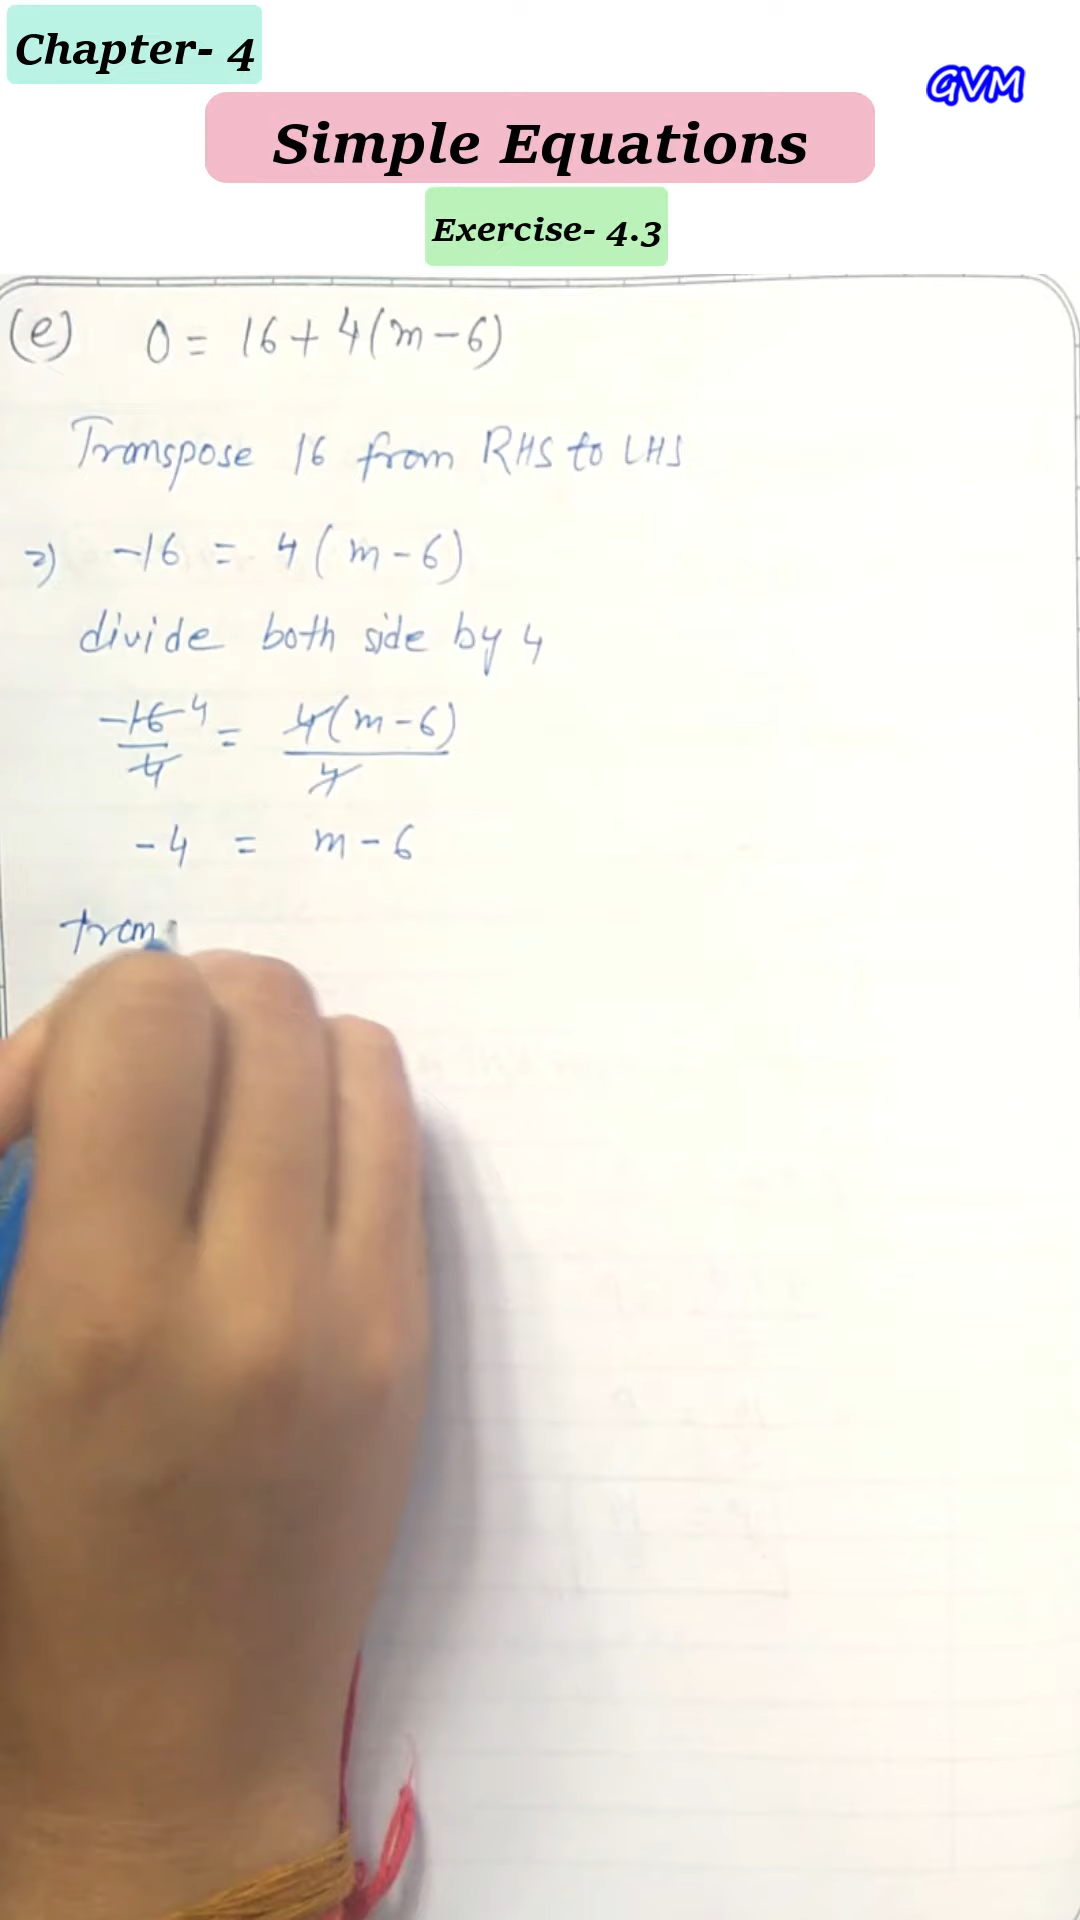 Chapter- 4
GVM
Simple Equations
Exercise- 4.3
(e) 0 = 16 + 4(m-6)
Transpose 16 from RHS to LHS
=) -16 = 4(m-6)
divide both side by 4
-16/4 4 = 4(m-6)/4
-4 = m-6